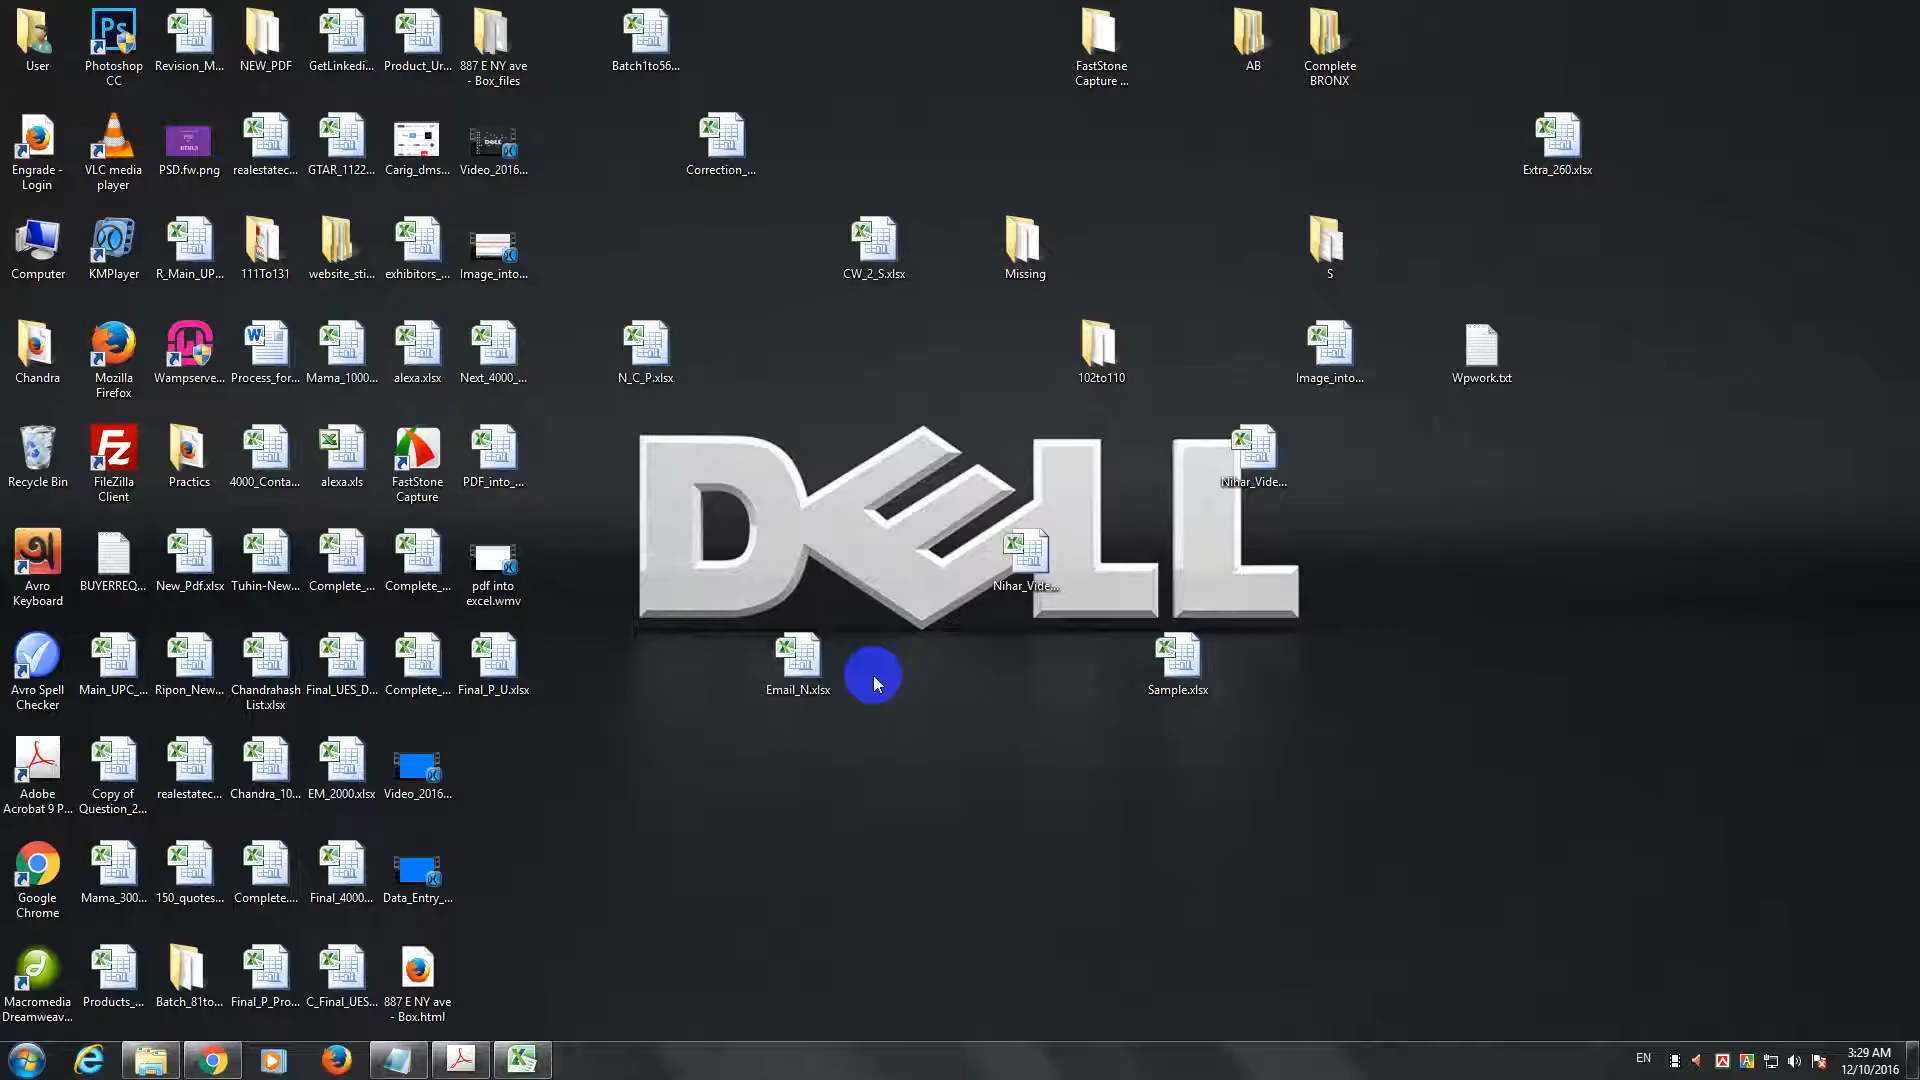 User
Photoshop
CC
Revision_M...
NEW_PDF
GetLinkedi...
Product_Ur...
887 E NY ave
- Box_files
Batch1to56...
FastStone
Capture ...
AB
Complete
BRONX
Engrade -
Login
VLC media
player
PSD.fw.png
realestatec...
GTAR_1122...
Carig_dms...
Video_2016...
Correction_...
Extra_260.xlsx
Computer
KMPlayer
R_Main_UP...
111To131
website_sti...
exhibitors_...
Image_into...
CW_2_S.xlsx
Missing
S
Chandra
Mozilla
Firefox
Wampserve...
Process_for...
Mama_1000...
alexa.xlsx
Next_4000_...
N_C_P.xlsx
102to110
Image_into...
Wpwork.txt
DELL
Recycle Bin
FileZilla
Client
Practics
4000_Conta...
alexa.xls
FastStone
Capture
PDF_into_...
Nihar_Vide...
Avro
Keyboard
BUYERREQ...
New_Pdf.xlsx
Tuhin-New...
Complete_...
Complete_...
pdf into
excel.wmv
Nihar_Vide...
Avro Spell
Checker
Main_UPC_...
Ripon_New...
Chandrahash
List.xlsx
Final_UES_D...
Complete_...
Final_P_U.xlsx
Email_N.xlsx
Sample.xlsx
Adobe
Acrobat 9 P...
Copy of
Question_2...
realestatec...
Chandra_10...
EM_2000.xlsx
Video_2016...
Google
Chrome
Mama_300...
150_quotes...
Complete....
Final_4000...
Data_Entry_...
Macromedia
Dreamweav...
Products_...
Batch_81to...
Final_P_Pro...
C_Final_UES...
887 E NY ave
- Box.html
EN
3:29 AM
12/10/2016